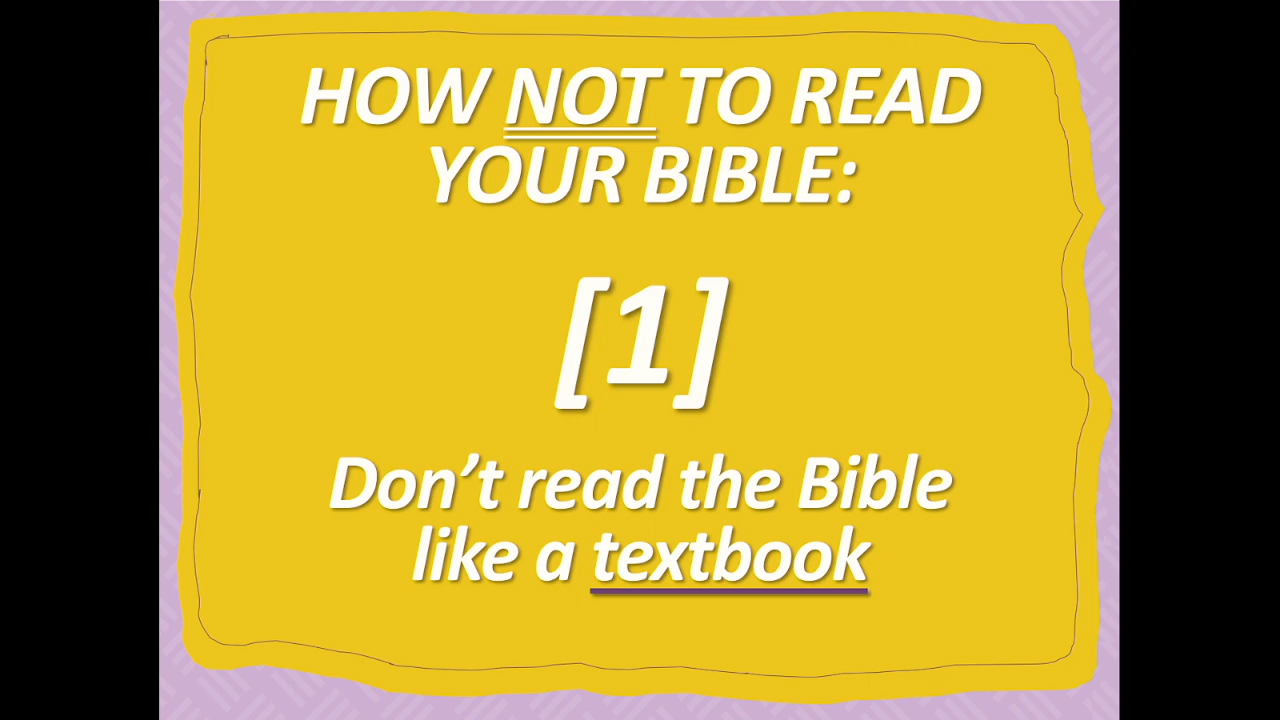 HOW NOT TO READ
YOUR BIBLE:
[1]
Don’t read the Bible
like a textbook